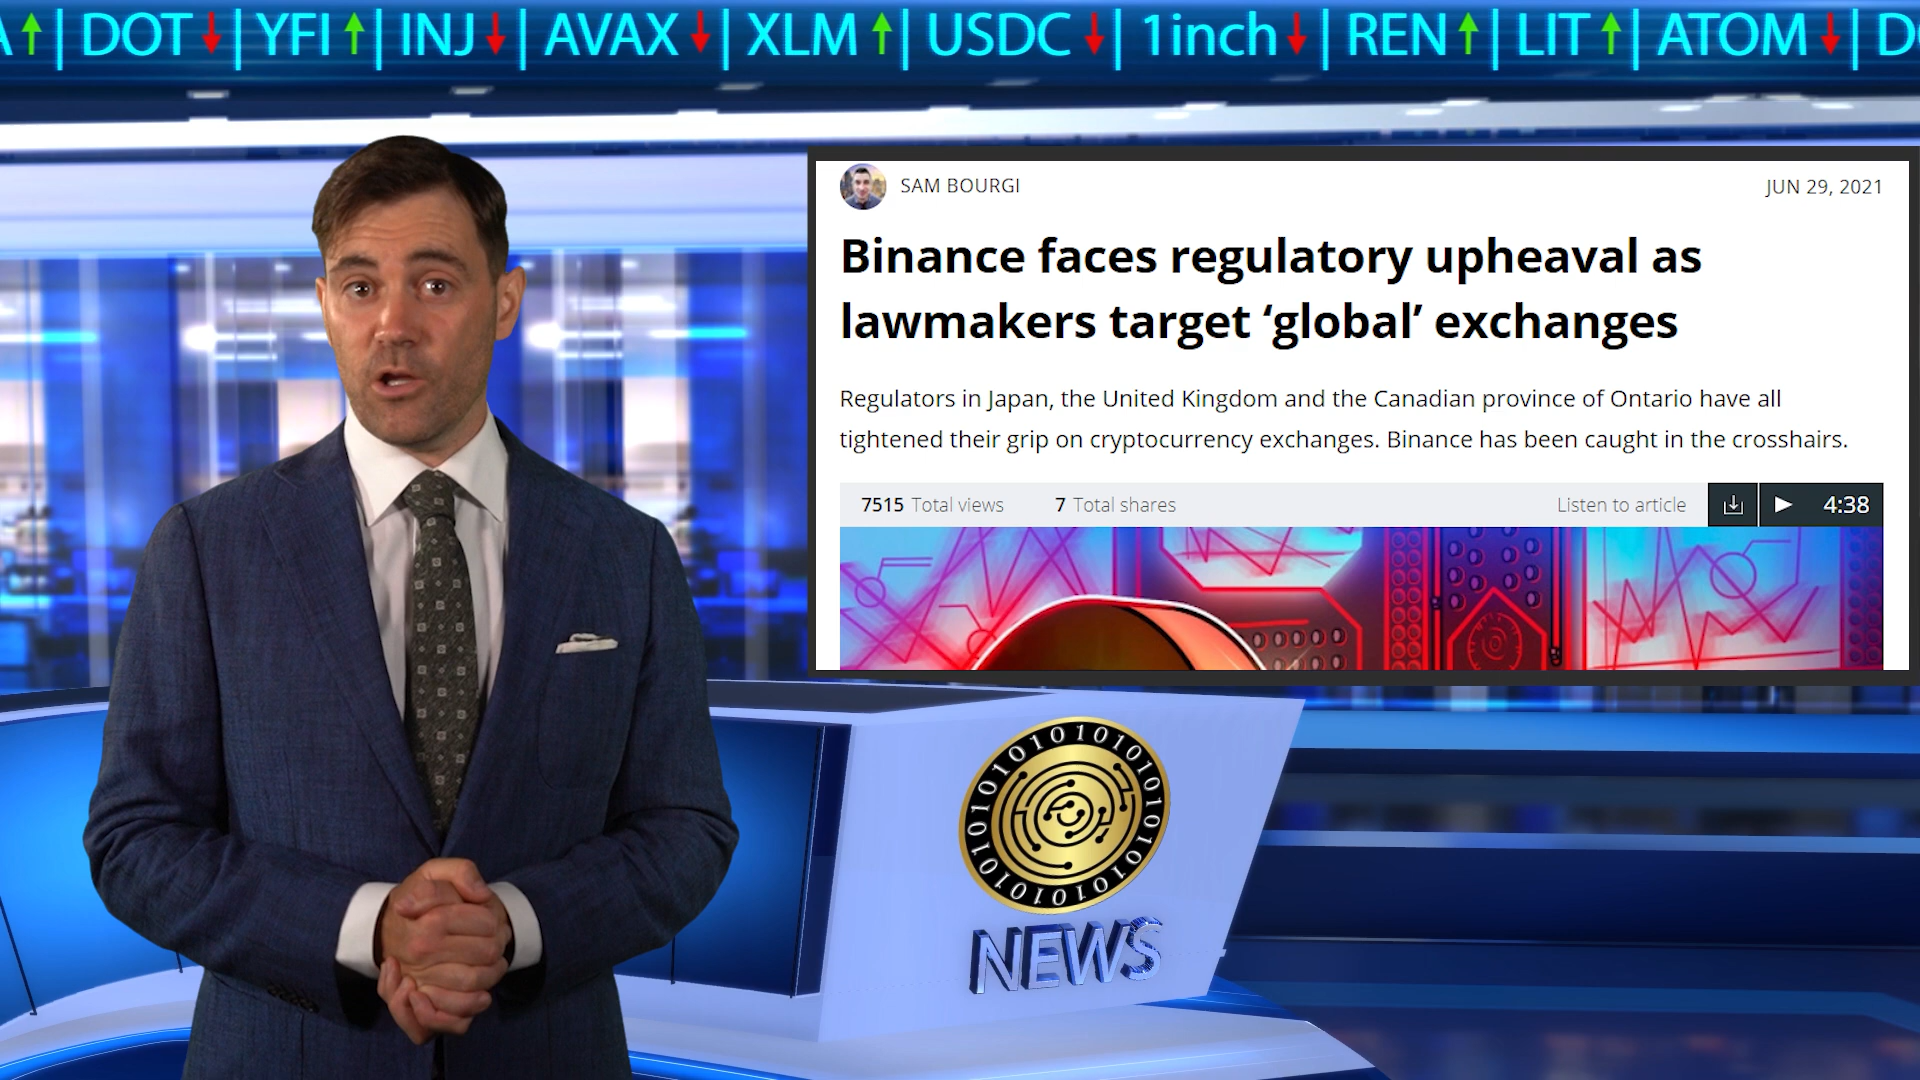 A↑ | DOT↓ | YFI↑ | INJ↓ | AVAX↓ | XLM↑ | USDC↓ | 1inch↓ | REN↑ | LIT↑ | ATOM↓ |
SAM BOURGI
JUN 29, 2021
Binance faces regulatory upheaval as
lawmakers target ‘global’ exchanges
Regulators in Japan, the United Kingdom and the Canadian province of Ontario have all
tightened their grip on cryptocurrency exchanges. Binance has been caught in the crosshairs.
7515 Total views 7 Total shares Listen to article 4:38
NEWS